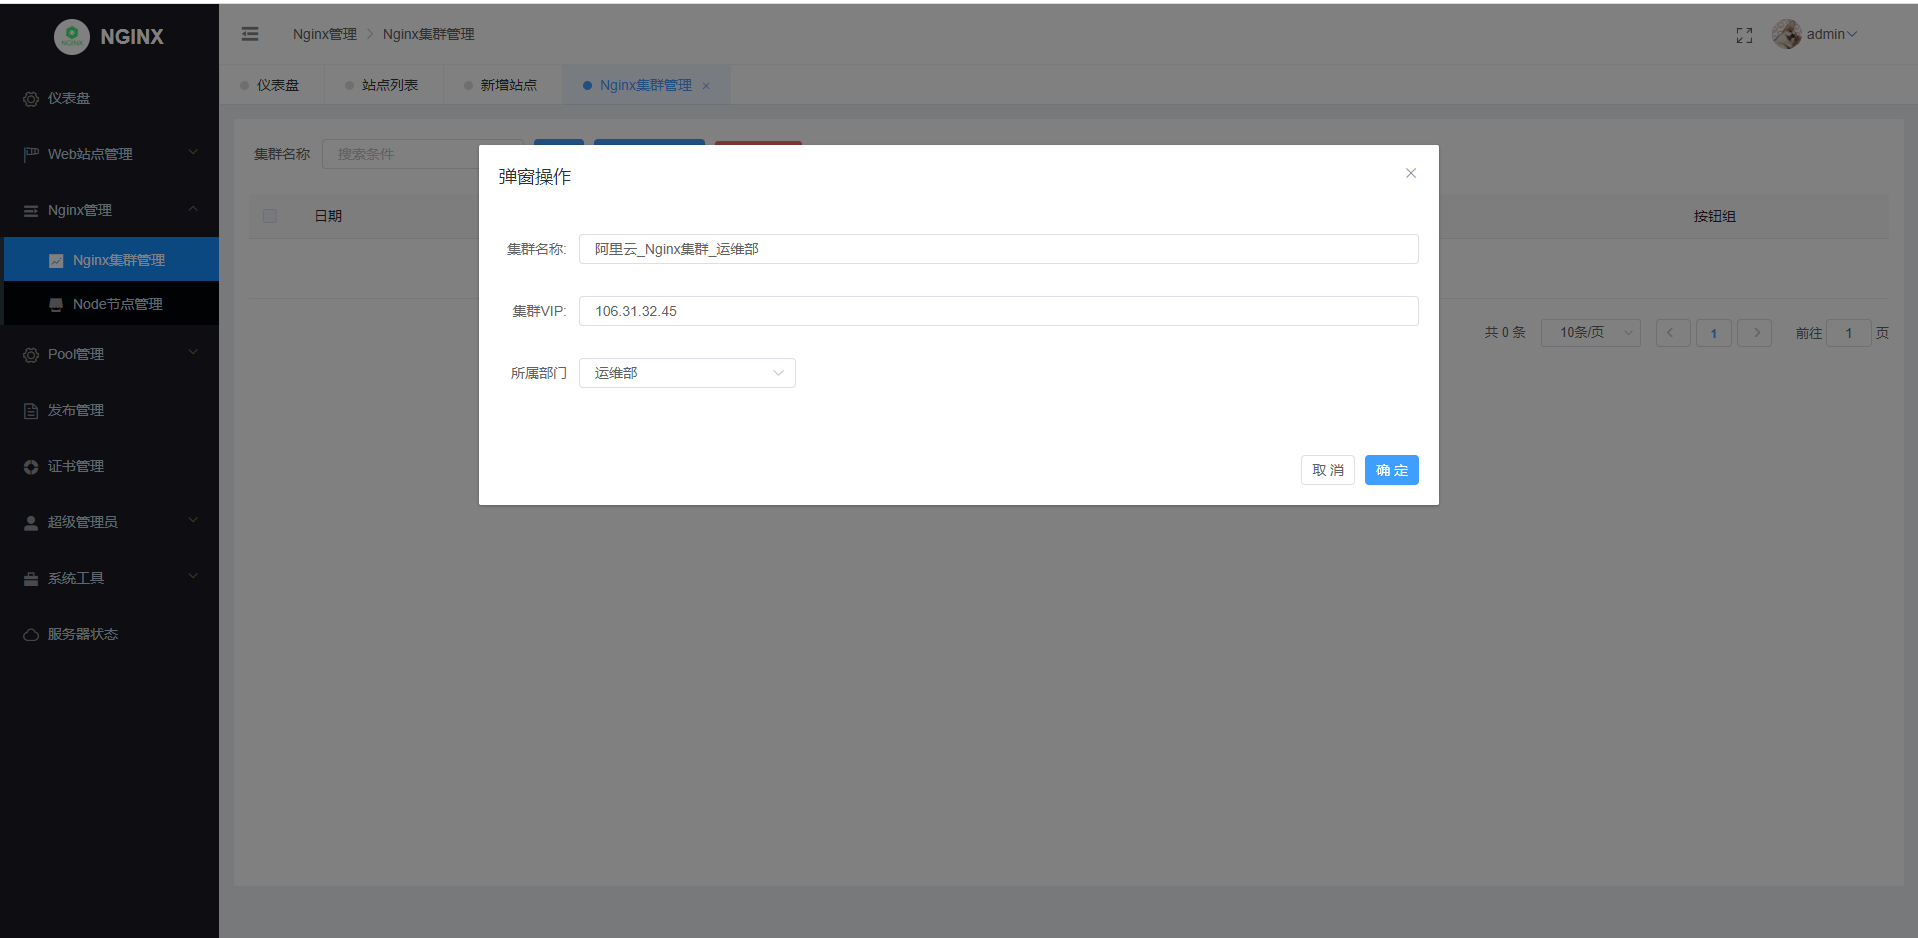 NGINX
仪表盘
Web站点管理
Nginx管理
Nginx集群管理
Node节点管理
Pool管理
发布管理
证书管理
超级管理员
系统工具
服务器状态
Nginx管理 > Nginx集群管理
admin
仪表盘
站点列表
新增站点
Nginx集群管理 ×
集群名称 搜索条件
日期 按钮组
共 0 条 10条/页 < 1 > 前往 1 页
弹窗操作
集群名称: 阿里云_Nginx集群_运维部
集群VIP: 106.31.32.45
所属部门 运维部
取 消 确 定